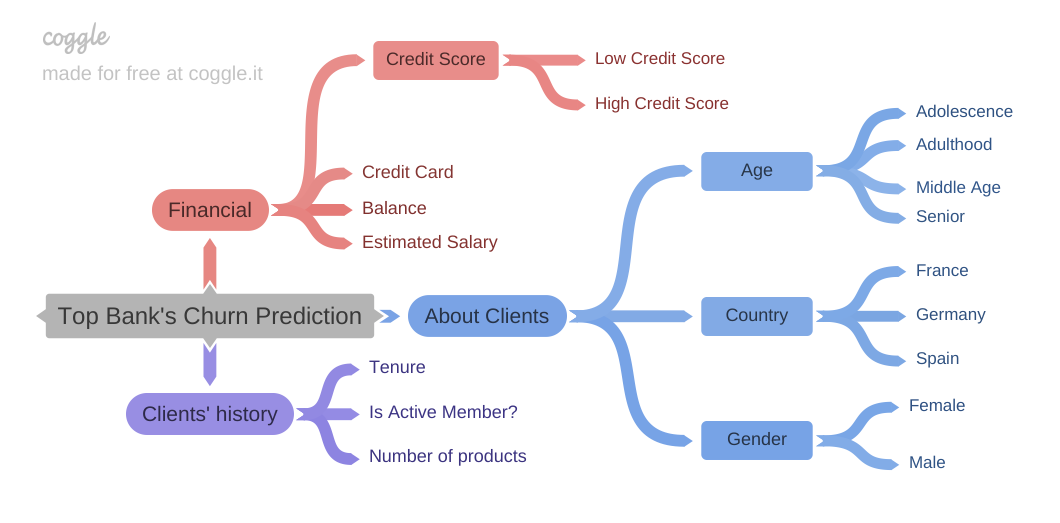 coggle
made for free at coggle.it
Top Bank's Churn Prediction
Financial
Credit Score
Low Credit Score
High Credit Score
Credit Card
Balance
Estimated Salary
About Clients
Age
Adolescence
Adulthood
Middle Age
Senior
Country
France
Germany
Spain
Gender
Female
Male
Clients' history
Tenure
Is Active Member?
Number of products